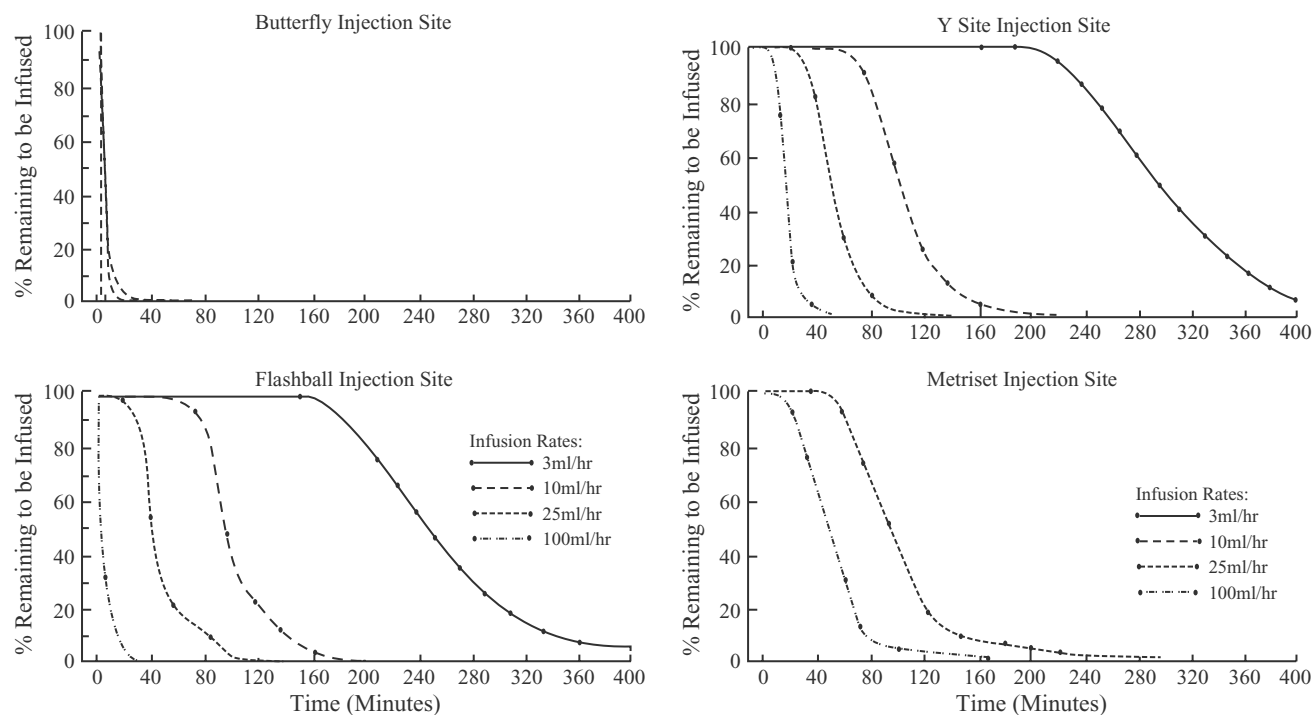 Butterfly Injection Site
% Remaining to be Infused
100
80
60
40
20
0
0 40 80 120 160 200 240 280 320 360 400
Y Site Injection Site
% Remaining to be Infused
100
80
60
40
20
0
0 40 80 120 160 200 240 280 320 360 400
Flashball Injection Site
% Remaining to be Infused
100
80
60
40
20
0
Infusion Rates:
3ml/hr
10ml/hr
25ml/hr
100ml/hr
0 40 80 120 160 200 240 280 320 360 400
Time (Minutes)
Metriset Injection Site
% Remaining to be Infused
100
80
60
40
20
0
Infusion Rates:
3ml/hr
10ml/hr
25ml/hr
100ml/hr
0 40 80 120 160 200 240 280 320 360 400
Time (Minutes)